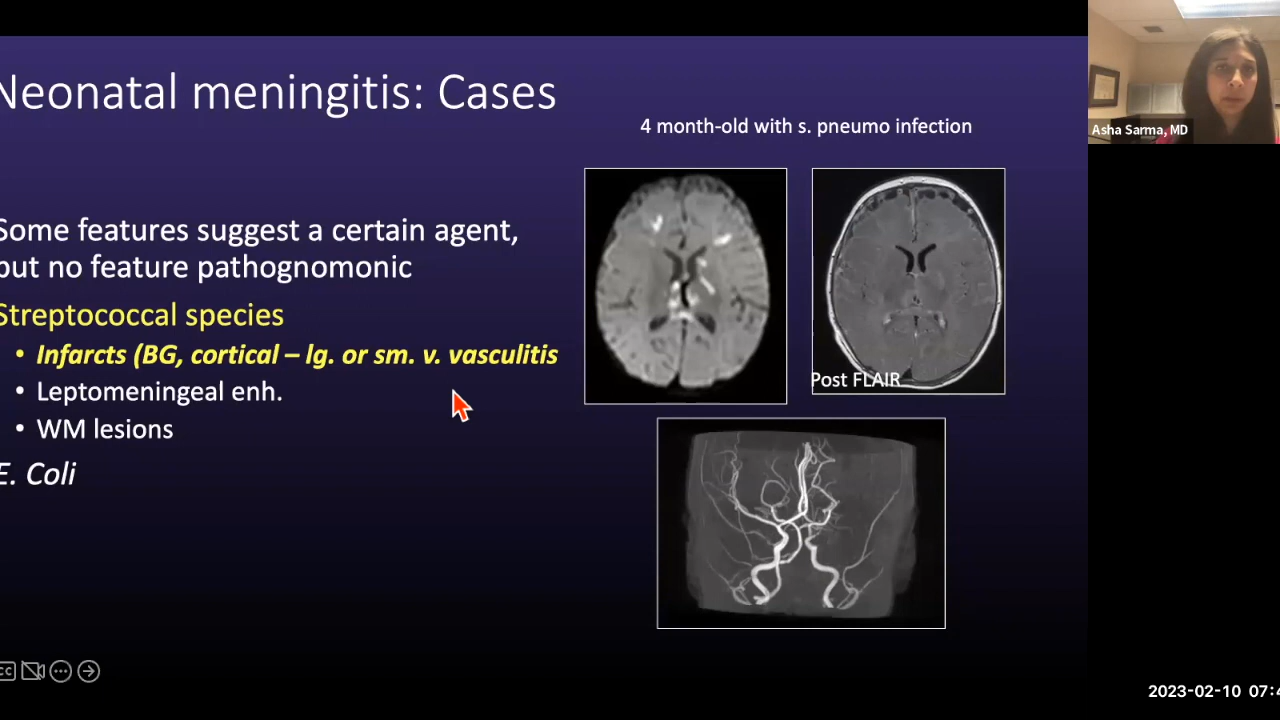 Neonatal meningitis: Cases
4 month-old with s. pneumo infection
Asha Sarma, MD
Some features suggest a certain agent,
but no feature pathognomonic
Streptococcal species
• Infarcts (BG, cortical – lg. or sm. v. vasculitis
• Leptomeningeal enh.
• WM lesions
E. Coli
Post FLAIR
CC
2023-02-10 07:4